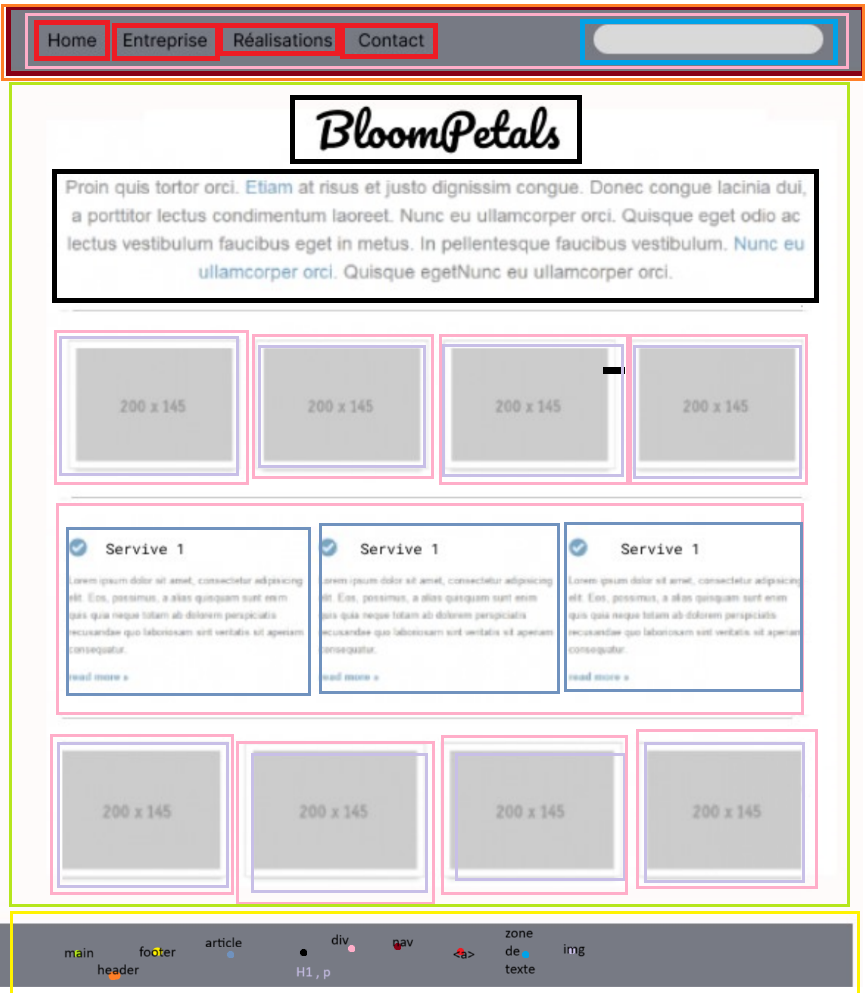 Home Entreprise Réalisations Contact
BloomPetals
Proin quis tortor orci. Etiam at risus et justo dignissim congue. Donec congue lacinia dui,
a porttitor lectus condimentum laoreet. Nunc eu ullamcorper orci. Quisque eget odio ac
lectus vestibulum faucibus eget in metus. In pellentesque faucibus vestibulum. Nunc eu
ullamcorper orci. Quisque egetNunc eu ullamcorper orci.
200 x 145 200 x 145 200 x 145 200 x 145
Servive 1
Lorem ipsum dolor sit amet, consectetur adipisicing
elit. Eos, possimus, a alias quisquam sunt enim
quis quia neque totam ab dolorem perspiciatis
recusandae quo laboriosam sint veritatis sit aperiam
consequatur.
read more »
Servive 1
Lorem ipsum dolor sit amet, consectetur adipisicing
elit. Eos, possimus, a alias quisquam sunt enim
quis quia neque totam ab dolorem perspiciatis
recusandae quo laboriosam sint veritatis sit aperiam
consequatur.
read more »
Servive 1
Lorem ipsum dolor sit amet, consectetur adipisicing
elit. Eos, possimus, a alias quisquam sunt enim
quis quia neque totam ab dolorem perspiciatis
recusandae quo laboriosam sint veritatis sit aperiam
consequatur.
read more »
200 x 145 200 x 145 200 x 145 200 x 145
main
header
footer
article
H1 , p
div
nav
<a>
zone
de
texte
img